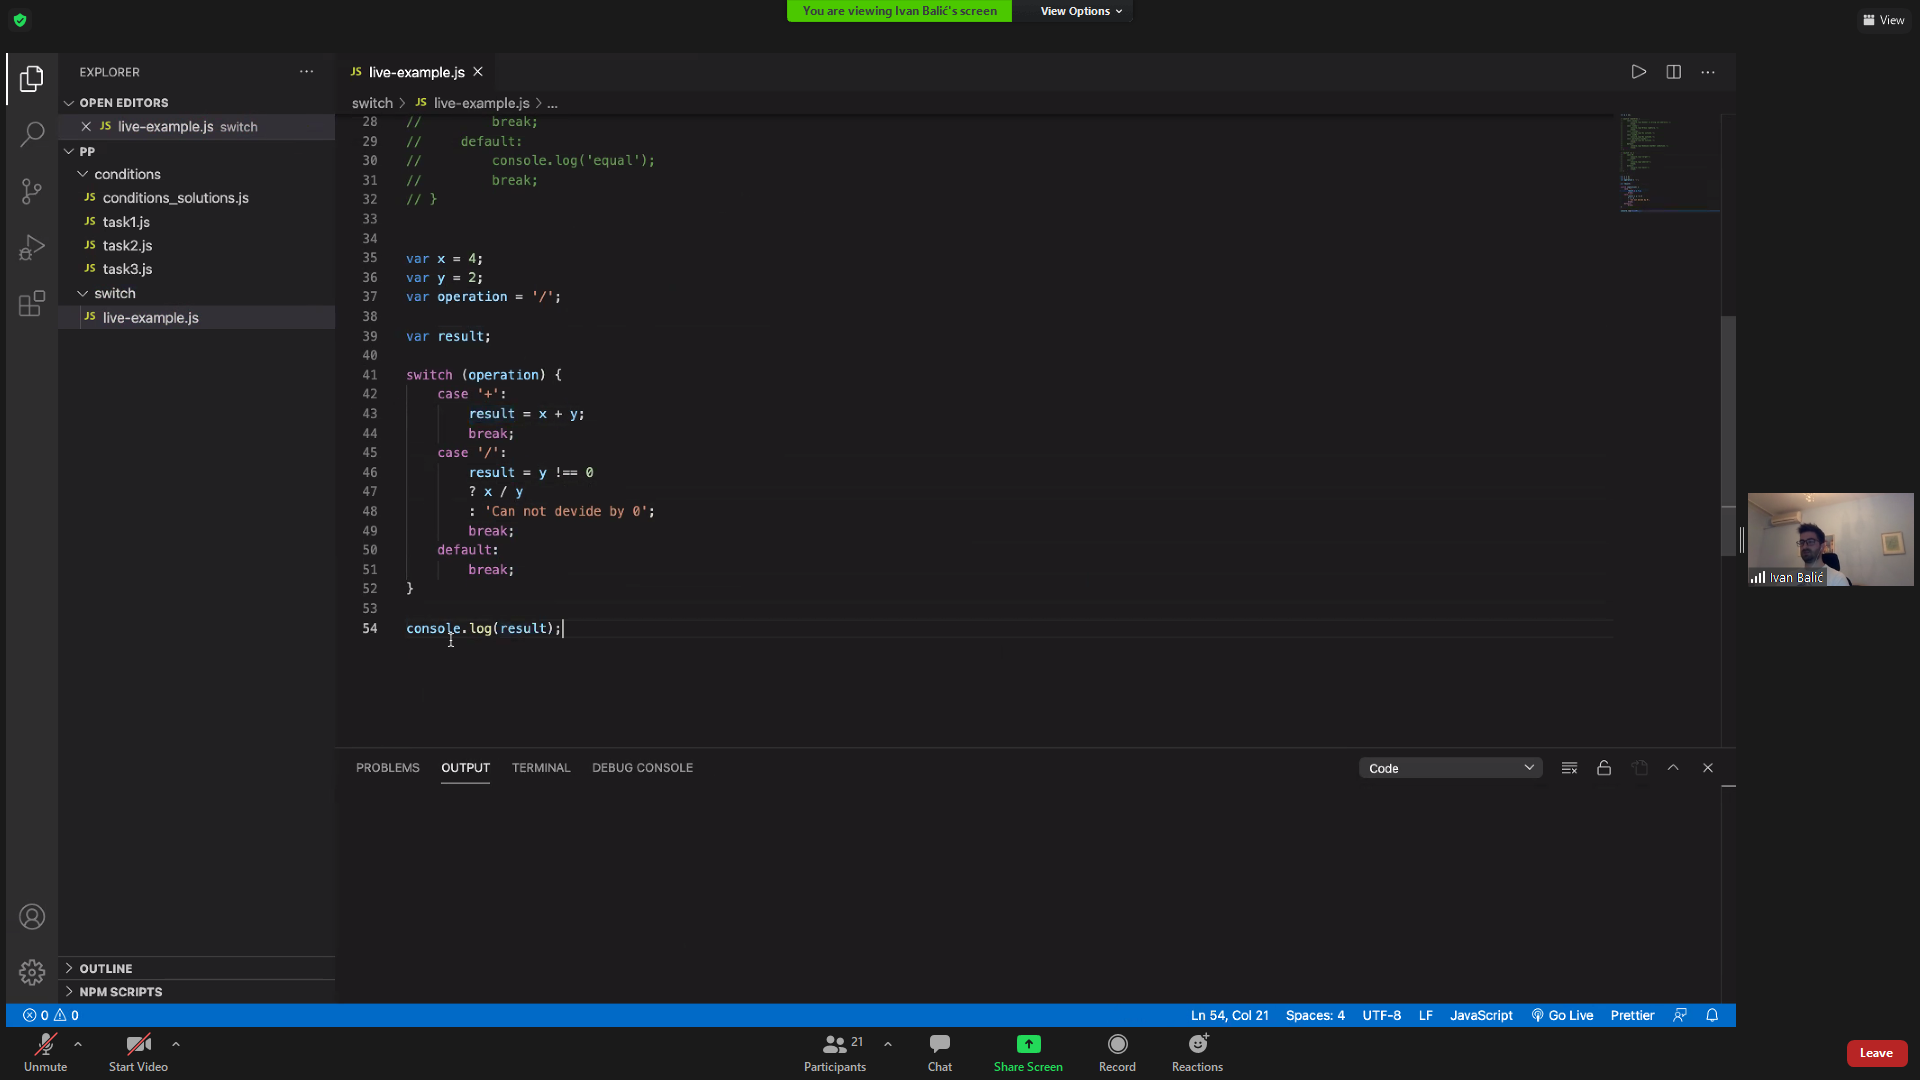 You are viewing Ivan Balić's screen
View Options
View
EXPLORER
OPEN EDITORS
JS live-example.js switch
PP
conditions
JS conditions_solutions.js
JS task1.js
JS task2.js
JS task3.js
switch
JS live-example.js
OUTLINE
NPM SCRIPTS
JS live-example.js
switch > JS live-example.js > ...
28 // break;
29 // default:
30 // console.log('equal');
31 // break;
32 // }
33
34
35 var x = 4;
36 var y = 2;
37 var operation = '/';
38
39 var result;
40
41 switch (operation) {
42 case '+':
43 result = x + y;
44 break;
45 case '/':
46 result = y !== 0
47 ? x / y
48 : 'Can not devide by 0';
49 break;
50 default:
51 break;
52 }
53
54 console.log(result);
PROBLEMS OUTPUT TERMINAL DEBUG CONSOLE
Code
Ivan Balić
0 0
Ln 54, Col 21 Spaces: 4 UTF-8 LF JavaScript Go Live Prettier
Unmute
Start Video
21
Participants
Chat
Share Screen
Record
Reactions
Leave